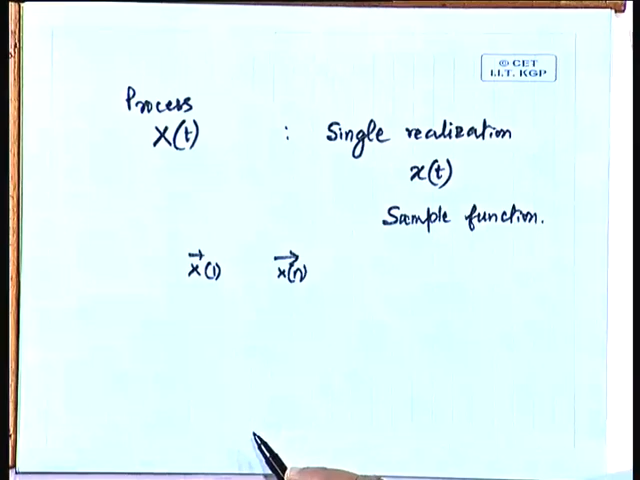 © CET
I.I.T. KGP
Process
X(t) : Single realization
x(t)
Sample function.
x⃗(1) x⃗(n)